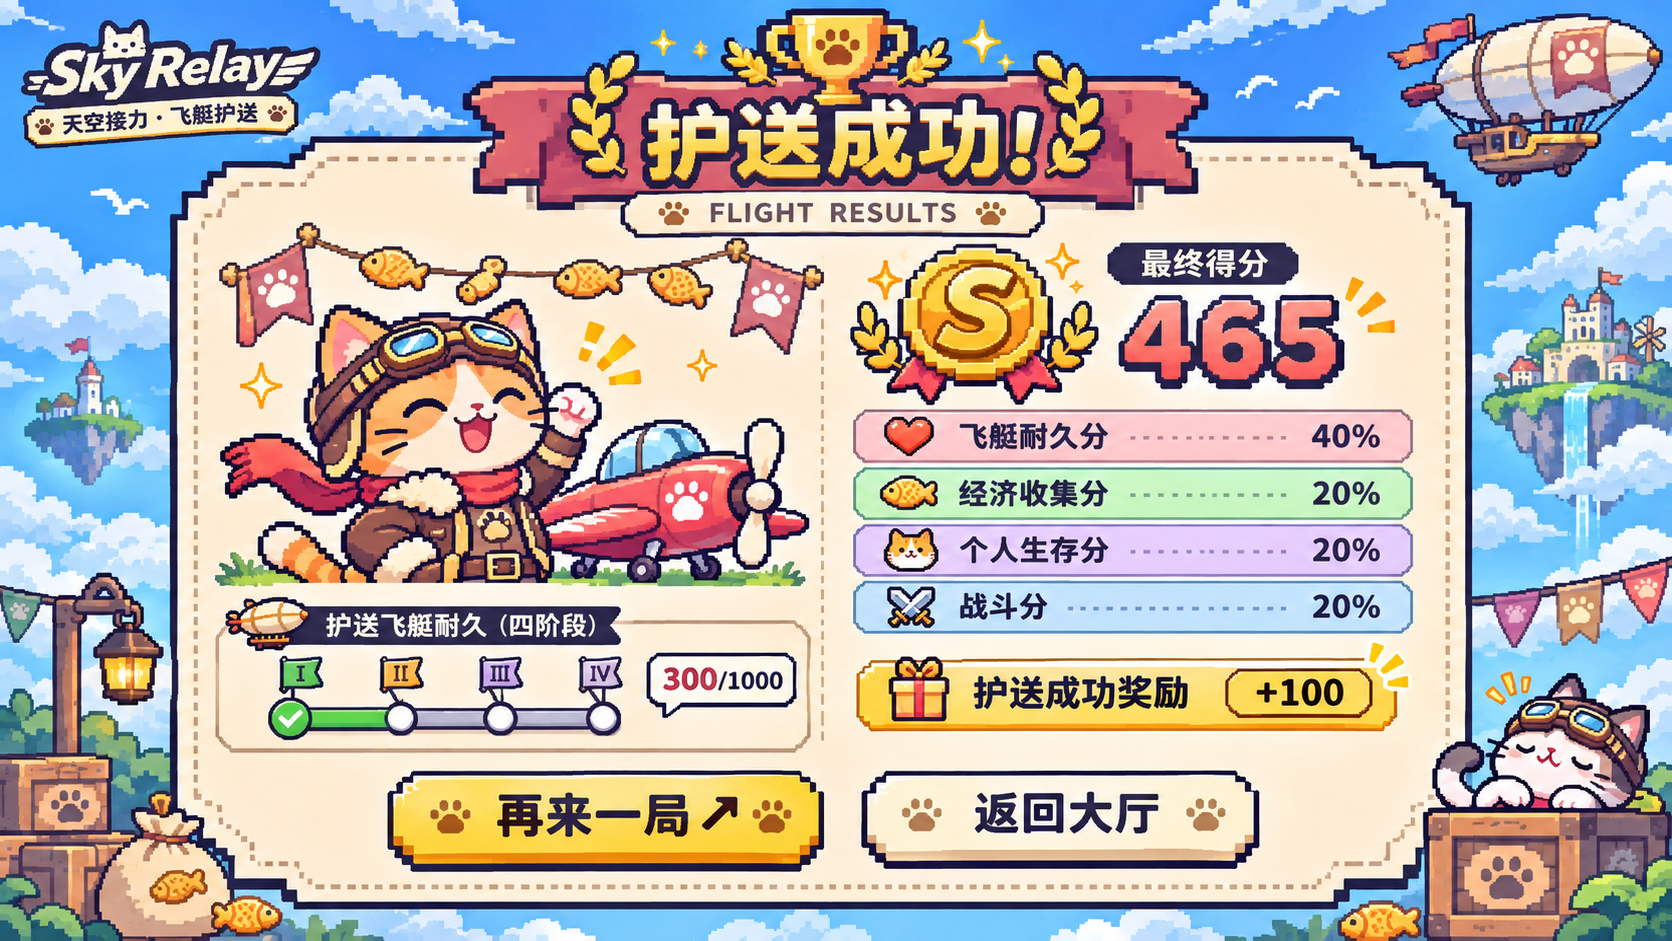 Sky Relay
天空接力·飞艇护送
护送成功!
FLIGHT RESULTS
S
最终得分
465
飞艇耐久分 40%
经济收集分 20%
个人生存分 20%
战斗分 20%
护送成功奖励 +100
护送飞艇耐久（四阶段）
I II III IV
300/1000
再来一局↗
返回大厅